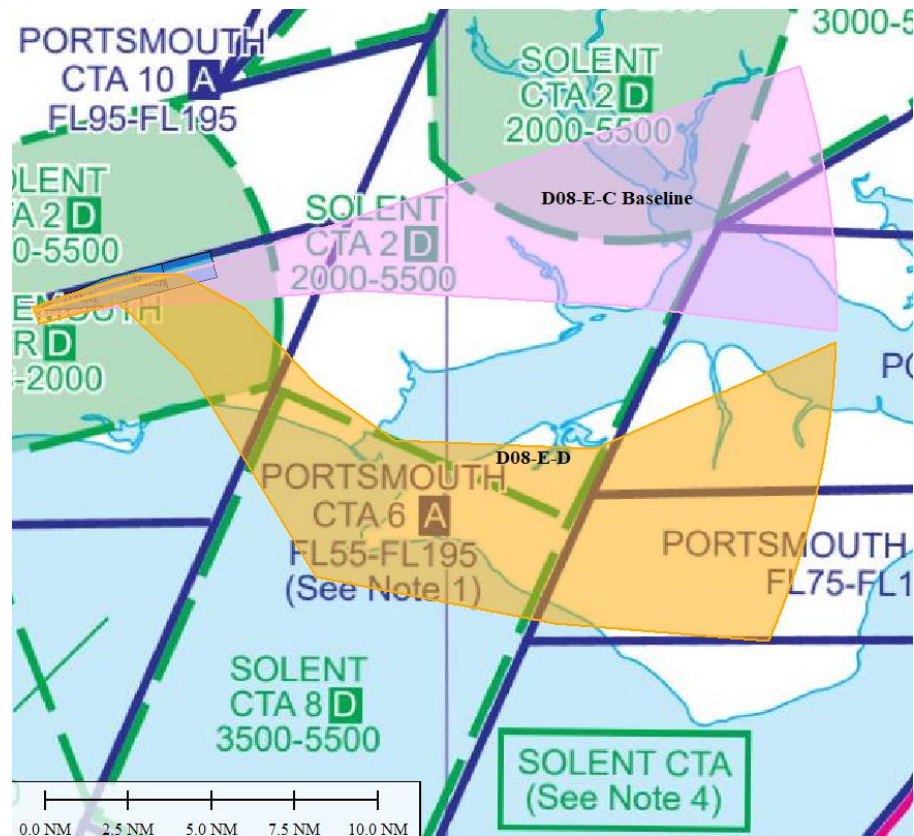 PORTSMOUTH
CTA 10 A
FL95-FL195
3000-5
SOLENT
CTA 2 D
2000-5500
OLENT
TA 2 D
0-5500
D08-E-C Baseline
SOLENT
CTA 2 D
2000-5500
EMOUTH
R D
-2000
PO
D08-E-D
PORTSMOUTH
CTA 6 A
FL55-FL195
(See Note 1)
PORTSMOUTH
FL75-FL1
SOLENT
CTA 8 D
3500-5500
SOLENT CTA
(See Note 4)
0.0 NM 2.5 NM 5.0 NM 7.5 NM 10.0 NM